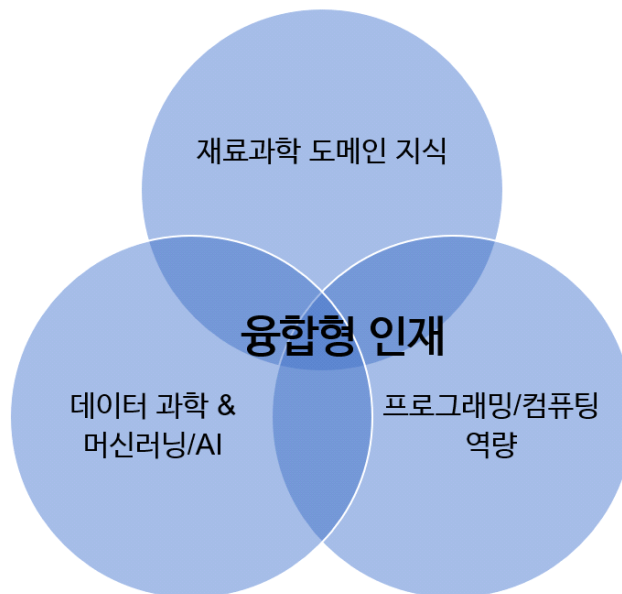 재료과학 도메인 지식
융합형 인재
데이터 과학 &
머신러닝/AI
프로그래밍/컴퓨팅
역량